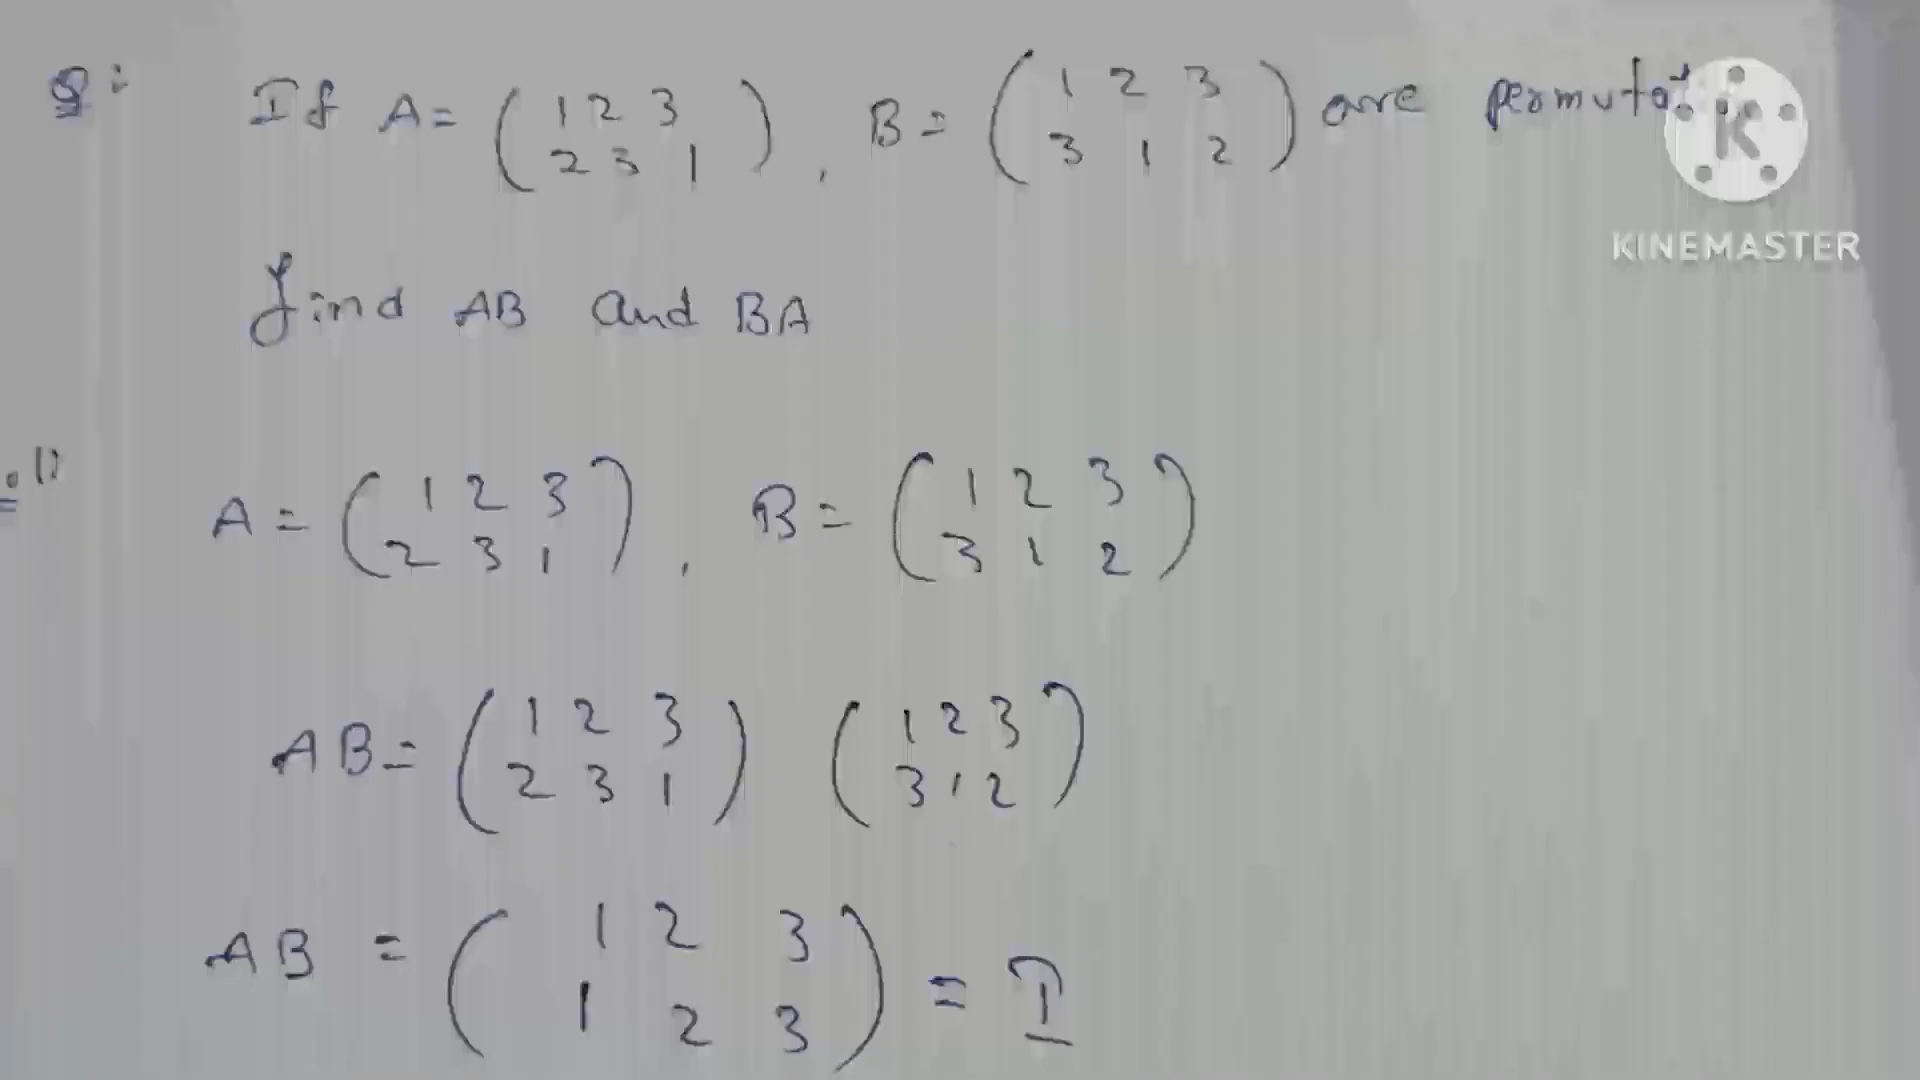 Q: If A = ( 1 2 3 ) , B = ( 1 2 3 ) are
2 3 1 3 1 2
KINEMASTER
find AB and BA
A = ( 1 2 3 ) , B = ( 1 2 3 )
2 3 1 3 1 2
AB = ( 1 2 3 ) ( 1 2 3 )
2 3 1 3 1 2
AB = ( 1 2 3 ) = I
1 2 3